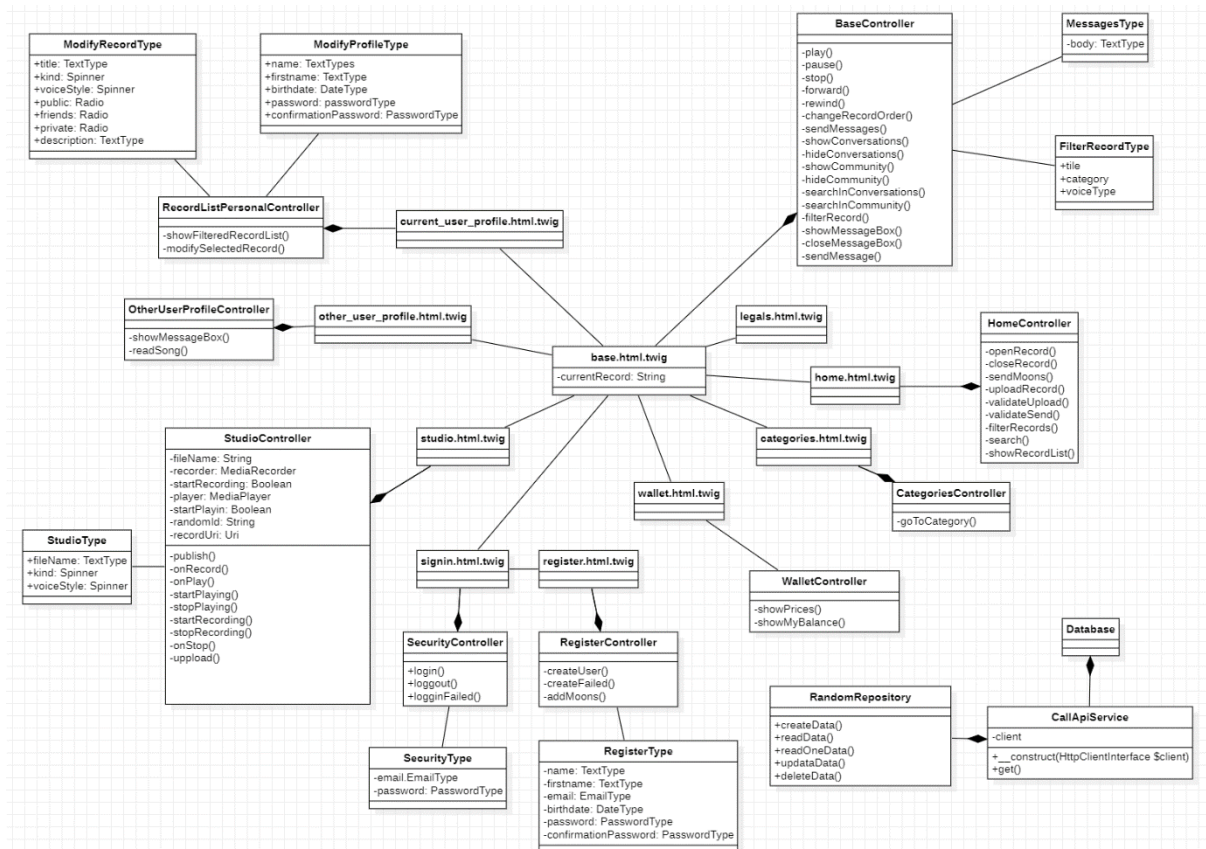 ModifyRecordType
+title: TextType
+kind: Spinner
+voiceStyle: Spinner
+public: Radio
+friends: Radio
+private: Radio
+description: TextType
ModifyProfileType
+name: TextTypes
+firstname: TextType
+birthdate: DateType
+password: passwordType
+confirmationPassword: PasswordType
BaseController
-play()
-pause()
-stop()
-forward()
-rewind()
-changeRecordOrder()
-sendMessages()
-showConversations()
-hideConversations()
-showCommunity()
-hideCommunity()
-searchInConversations()
-searchInCommunity()
-filterRecord()
-showMessageBox()
-closeMessageBox()
-sendMessage()
MessagesType
-body: TextType
FilterRecordType
+tile
+category
+voiceType
RecordListPersonalController
-showFilteredRecordList()
-modifySelectedRecord()
current_user_profile.html.twig
OtherUserProfileController
-showMessageBox()
-readSong()
other_user_profile.html.twig
legals.html.twig
base.html.twig
-currentRecord: String
home.html.twig
HomeController
-openRecord()
-closeRecord()
-sendMoons()
-uploadRecord()
-validateUpload()
-validateSend()
-filterRecords()
-search()
-showRecordList()
StudioController
-fileName: String
-recorder: MediaRecorder
-startRecording: Boolean
-player: MediaPlayer
-startPlayin: Boolean
-randomId: String
-recordUri: Uri
-publish()
-onRecord()
-onPlay()
-startPlaying()
-stopPlaying()
-startRecording()
-stopRecording()
-onStop()
-uppload()
studio.html.twig
categories.html.twig
CategoriesController
-goToCategory()
wallet.html.twig
StudioType
+fileName: TextType
+kind: Spinner
+voiceStyle: Spinner
signin.html.twig
register.html.twig
WalletController
-showPrices()
-showMyBalance()
SecurityController
+login()
+loggout()
+logginFailed()
RegisterController
-createUser()
-createFailed()
-addMoons()
Database
RandomRepository
+createData()
+readData()
+readOneData()
+updataData()
+deleteData()
CallApiService
-client
+__construct(HttpClientInterface $client)
+get()
SecurityType
-email.EmailType
-password: PasswordType
RegisterType
-name: TextType
-firstname: TextType
-email: EmailType
-birthdate: DateType
-password: PasswordType
-confirmationPassword: PasswordType